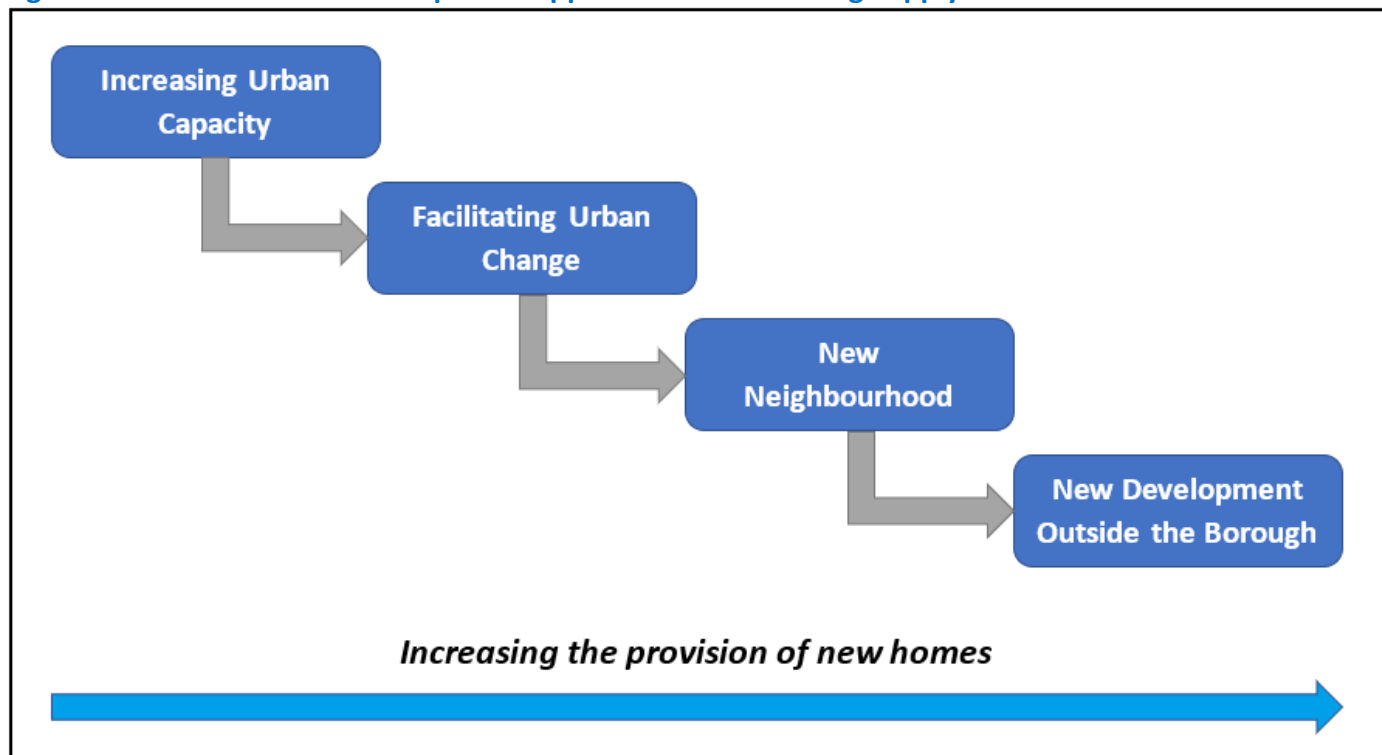 Increasing Urban
Capacity
Facilitating Urban
Change
New
Neighbourhood
New Development
Outside the Borough
Increasing the provision of new homes